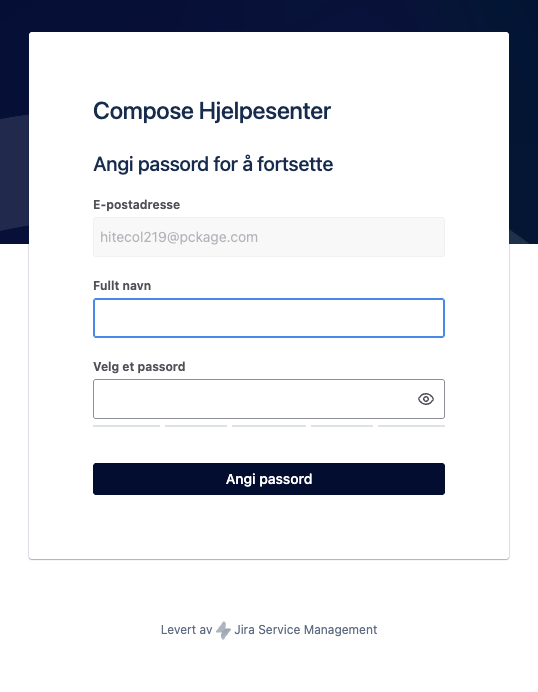 Compose Hjelpesenter
Angi passord for å fortsette
E-postadresse
hitecol219@pckage.com
Fullt navn
Velg et passord
Angi passord
Levert av Jira Service Management